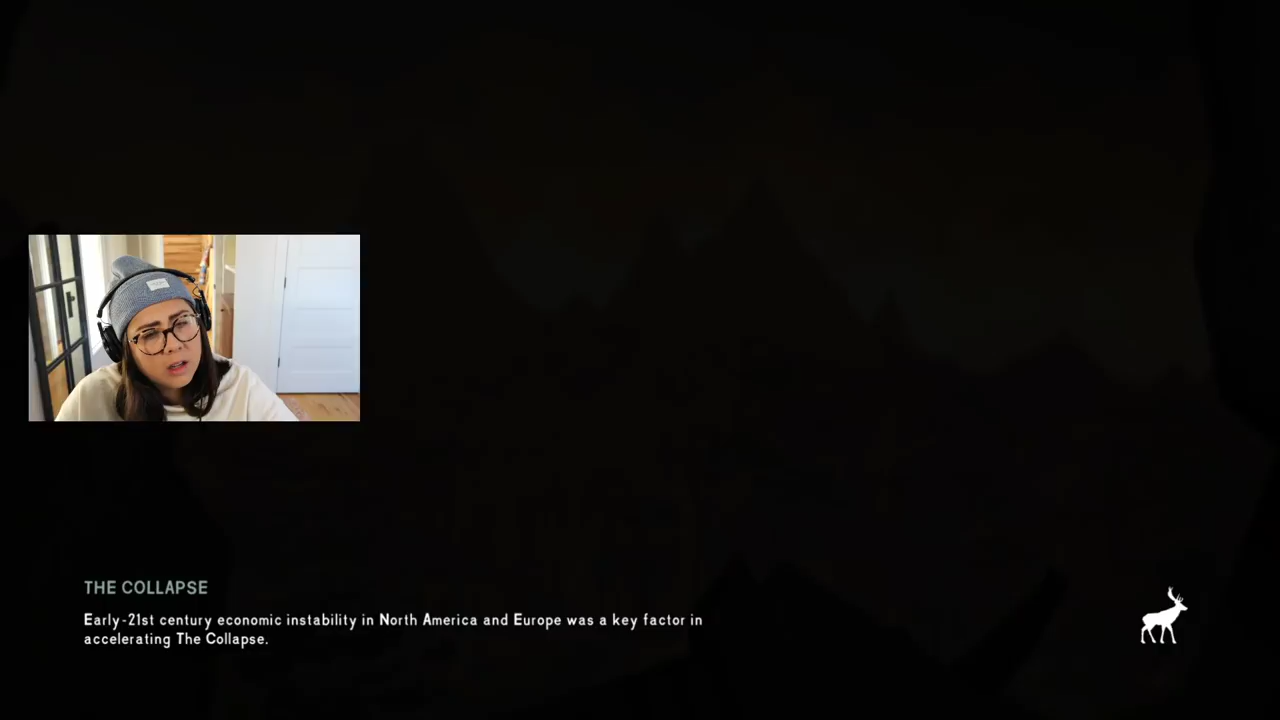 THE COLLAPSE
Early-21st century economic instability in North America and Europe was a key factor in
accelerating The Collapse.